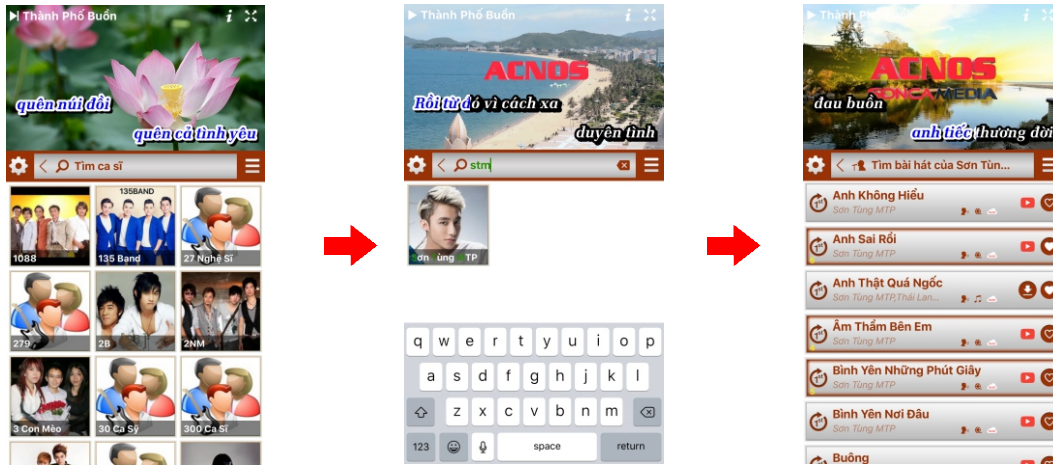 Thành Phố Buồn
quên núi đồi
quên cả tình yêu
Tìm ca sĩ
1088
135BAND
135 Band
27 Nghệ Sĩ
279
2B
2NM
3 Con Mèo
30 Ca Sỹ
300 Ca Sĩ
Thành Phố Buồn
ACNOS
Rồi từ đó vì cách xa
duyên tình
stm
Sơn Tùng MTP
q w e r t y u i o p
a s d f g h j k l
z x c v b n m
123 space return
Thành Phố Buồn
ACNOS
SONCA MEDIA
đau buồn
anh tiếc thương đời
Tìm bài hát của Sơn Tùn...
Anh Không Hiểu
Sơn Tùng MTP
Anh Sai Rồi
Sơn Tùng MTP
Anh Thật Quá Ngốc
Sơn Tùng MTP,Thái Lan...
Âm Thầm Bên Em
Sơn Tùng MTP
Bình Yên Những Phút Giây
Sơn Tùng MTP
Bình Yên Nơi Đâu
Sơn Tùng MTP
Buông